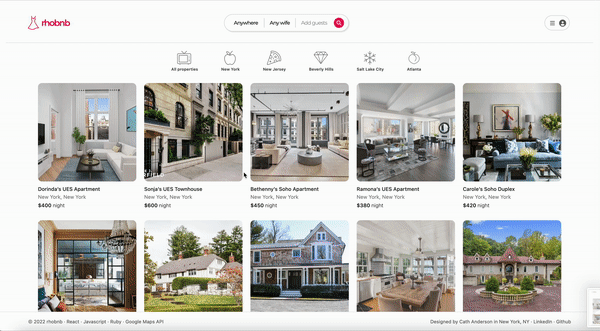 rhobnb
Anywhere Any wife Add guests
All properties New York New Jersey Beverly Hills Salt Lake City Atlanta
Dorinda's UES Apartment Sonja's UES Townhouse Bethenny's Soho Apartment Ramona's UES Apartment Carole's Soho Duplex
New York, New York New York, New York New York, New York New York, New York New York, New York
$400 night $600 night $450 night $380 night $420 night
© 2022 rhobnb · React · Javascript · Ruby · Google Maps API Designed by Cath Anderson in New York, NY · LinkedIn · Github